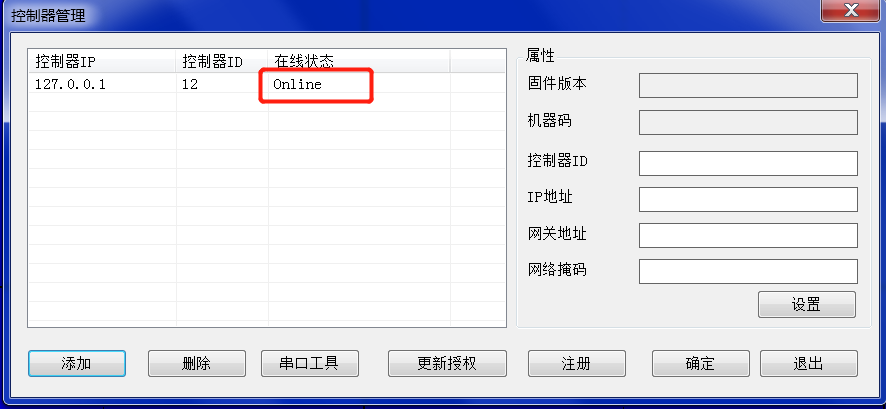 控制器管理
控制器IP 控制器ID 在线状态
127.0.0.1 12 Online
属性
固件版本
机器码
控制器ID
IP地址
网关地址
网络掩码
设置
添加 删除 串口工具 更新授权 注册 确定 退出